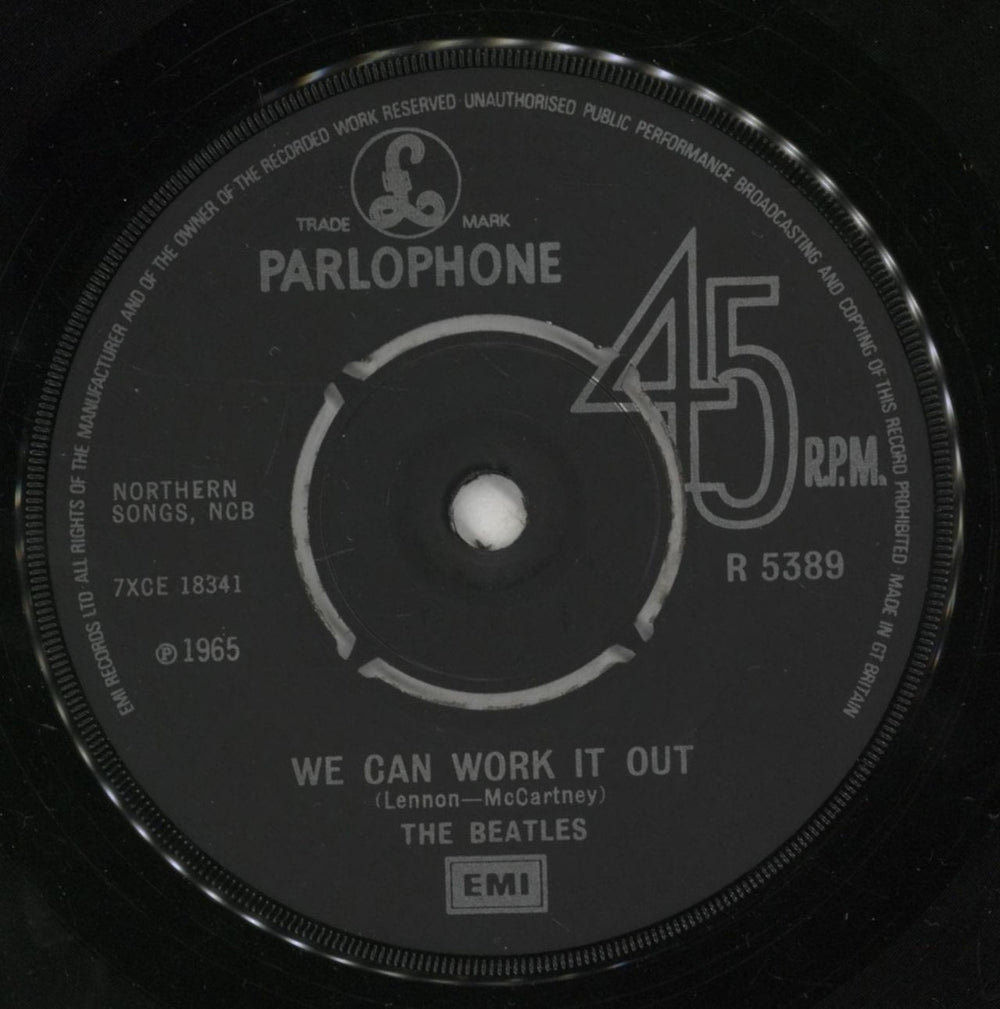 EMI RECORDS LTD · ALL RIGHTS OF THE MANUFACTURER AND OF THE OWNER OF THE RECORDED WORK RESERVED · UNAUTHORISED PUBLIC PERFORMANCE BROADCASTING AND COPYING OF THIS RECORD PROHIBITED · MADE IN GT BRITAIN
£
TRADE MARK
PARLOPHONE
45
R.P.M.
NORTHERN
SONGS, NCB
R 5389
7XCE 18341
℗ 1965
WE CAN WORK IT OUT
(Lennon—McCartney)
THE BEATLES
EMI